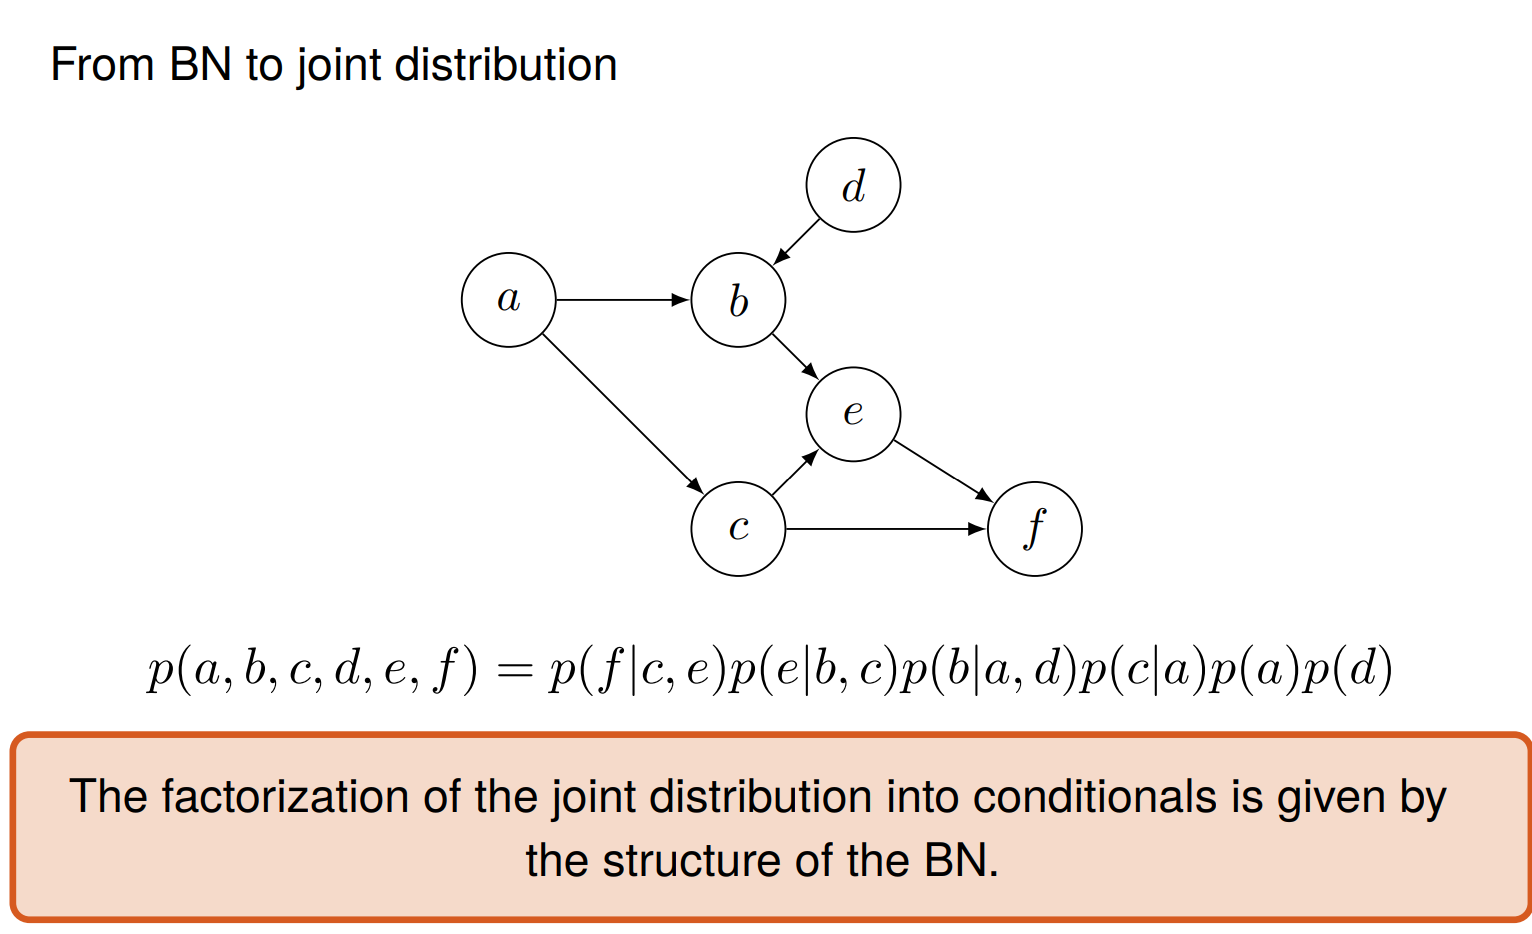 From BN to joint distribution
d
a
b
e
c
f
p(a, b, c, d, e, f) = p(f|c, e)p(e|b, c)p(b|a, d)p(c|a)p(a)p(d)
The factorization of the joint distribution into conditionals is given by
the structure of the BN.